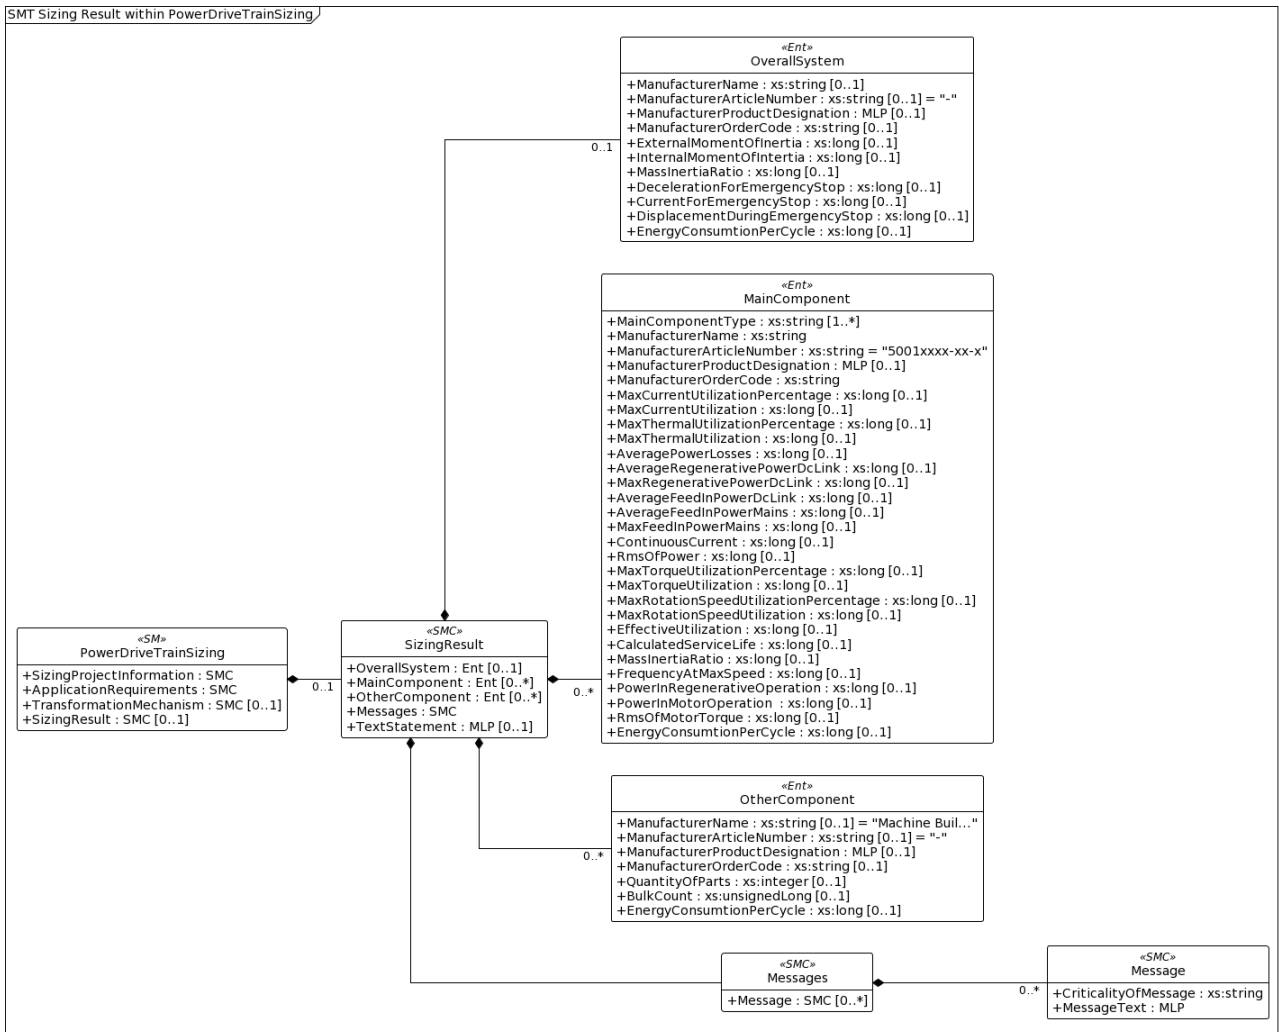 SMT Sizing Result within PowerDriveTrainSizing
«Ent»
OverallSystem
+ManufacturerName : xs:string [0..1]
+ManufacturerArticleNumber : xs:string [0..1] = "-"
+ManufacturerProductDesignation : MLP [0..1]
+ManufacturerOrderCode : xs:string [0..1]
+ExternalMomentOfInertia : xs:long [0..1]
+InternalMomentOfIntertia : xs:long [0..1]
+MassInertiaRatio : xs:long [0..1]
+DecelerationForEmergencyStop : xs:long [0..1]
+CurrentForEmergencyStop : xs:long [0..1]
+DisplacementDuringEmergencyStop : xs:long [0..1]
+EnergyConsumtionPerCycle : xs:long [0..1]
0..1
«Ent»
MainComponent
+MainComponentType : xs:string [1..*]
+ManufacturerName : xs:string
+ManufacturerArticleNumber : xs:string = "5001xxxx-xx-x"
+ManufacturerProductDesignation : MLP [0..1]
+ManufacturerOrderCode : xs:string
+MaxCurrentUtilizationPercentage : xs:long [0..1]
+MaxCurrentUtilization : xs:long [0..1]
+MaxThermalUtilizationPercentage : xs:long [0..1]
+MaxThermalUtilization : xs:long [0..1]
+AveragePowerLosses : xs:long [0..1]
+AverageRegenerativePowerDcLink : xs:long [0..1]
+MaxRegenerativePowerDcLink : xs:long [0..1]
+AverageFeedInPowerDcLink : xs:long [0..1]
+AverageFeedInPowerMains : xs:long [0..1]
+MaxFeedInPowerMains : xs:long [0..1]
+ContinuousCurrent : xs:long [0..1]
+RmsOfPower : xs:long [0..1]
+MaxTorqueUtilizationPercentage : xs:long [0..1]
+MaxTorqueUtilization : xs:long [0..1]
+MaxRotationSpeedUtilizationPercentage : xs:long [0..1]
+MaxRotationSpeedUtilization : xs:long [0..1]
+EffectiveUtilization : xs:long [0..1]
+CalculatedServiceLife : xs:long [0..1]
+MassInertiaRatio : xs:long [0..1]
+FrequencyAtMaxSpeed : xs:long [0..1]
+PowerInRegenerativeOperation : xs:long [0..1]
+PowerInMotorOperation : xs:long [0..1]
+RmsOfMotorTorque : xs:long [0..1]
+EnergyConsumtionPerCycle : xs:long [0..1]
«SM»
PowerDriveTrainSizing
+SizingProjectInformation : SMC
+ApplicationRequirements : SMC
+TransformationMechanism : SMC [0..1]
+SizingResult : SMC [0..1]
0..1
«SMC»
SizingResult
+OverallSystem : Ent [0..1]
+MainComponent : Ent [0..*]
+OtherComponent : Ent [0..*]
+Messages : SMC
+TextStatement : MLP [0..1]
0..*
«Ent»
OtherComponent
+ManufacturerName : xs:string [0..1] = "Machine Buil..."
+ManufacturerArticleNumber : xs:string [0..1] = "-"
+ManufacturerProductDesignation : MLP [0..1]
+ManufacturerOrderCode : xs:string [0..1]
+QuantityOfParts : xs:integer [0..1]
+BulkCount : xs:unsignedLong [0..1]
+EnergyConsumtionPerCycle : xs:long [0..1]
0..*
«SMC»
Messages
+Message : SMC [0..*]
0..*
«SMC»
Message
+CriticalityOfMessage : xs:string
+MessageText : MLP